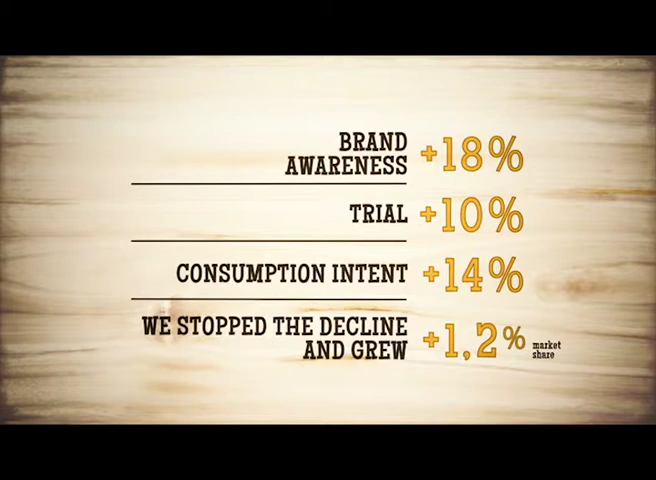 BRAND
AWARENESS +18%
TRIAL +10%
CONSUMPTION INTENT +14%
WE STOPPED THE DECLINE
AND GREW +1,2% market
share